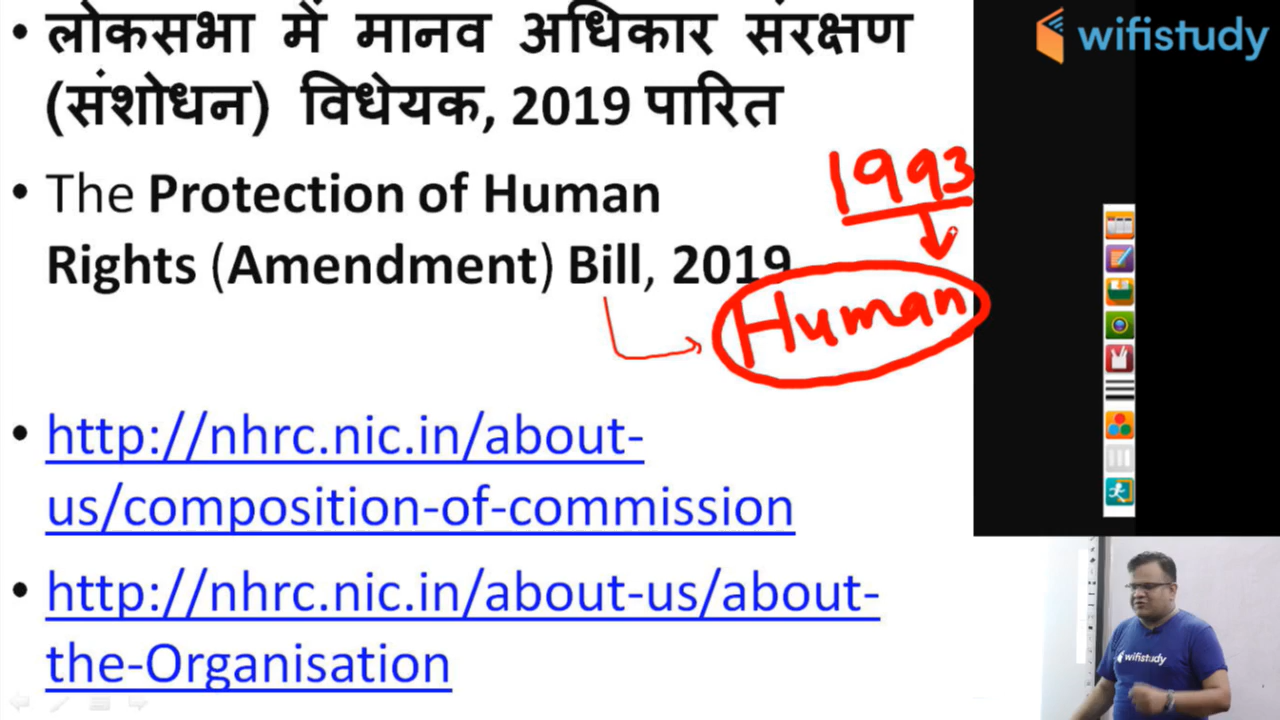 • लोकसभा में मानव अधिकार संरक्षण
(संशोधन) विधेयक, 2019 पारित
• The Protection of Human
Rights (Amendment) Bill, 2019
1993
Human
• http://nhrc.nic.in/about-
us/composition-of-commission
• http://nhrc.nic.in/about-us/about-
the-Organisation
wifistudy
wifistudy